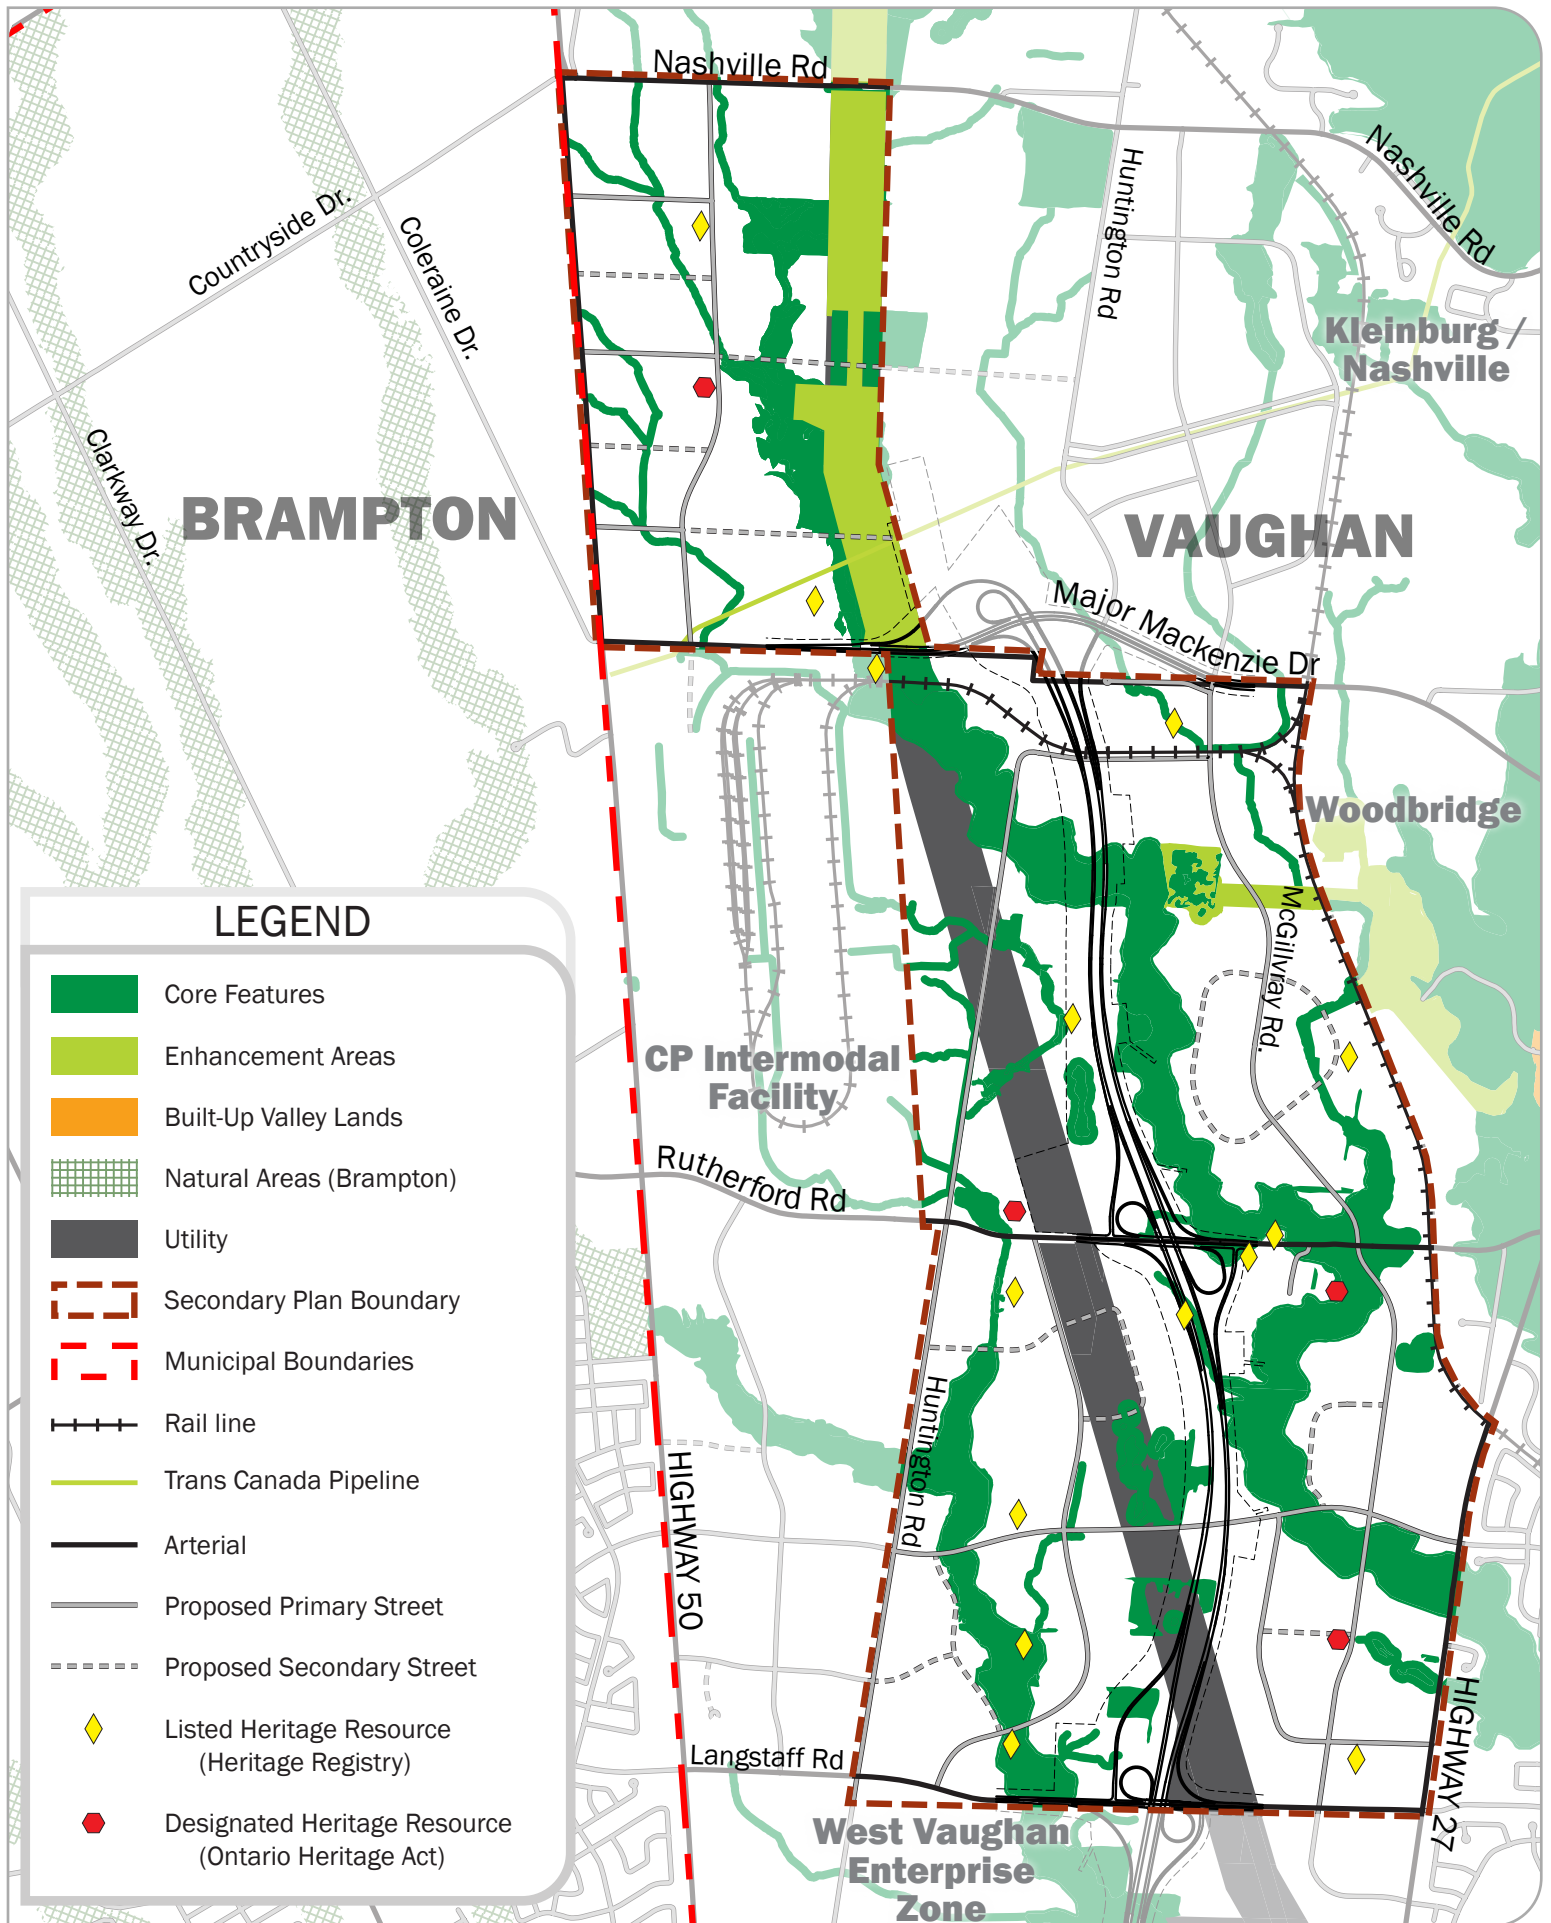 Nashville Rd
Nashville Rd
Huntington Rd
Countryside Dr.
Coleraine Dr.
Kleinburg /
Nashville
Clarkway Dr.
BRAMPTON
VAUGHAN
Major Mackenzie Dr
Woodbridge
McGillvray Rd.
CP Intermodal
Facility
Rutherford Rd
Huntington Rd
HIGHWAY 50
Langstaff Rd
HIGHWAY 27
West Vaughan
Enterprise
Zone
LEGEND
Core Features
Enhancement Areas
Built-Up Valley Lands
Natural Areas (Brampton)
Utility
Secondary Plan Boundary
Municipal Boundaries
Rail line
Trans Canada Pipeline
Arterial
Proposed Primary Street
Proposed Secondary Street
Listed Heritage Resource
(Heritage Registry)
Designated Heritage Resource
(Ontario Heritage Act)